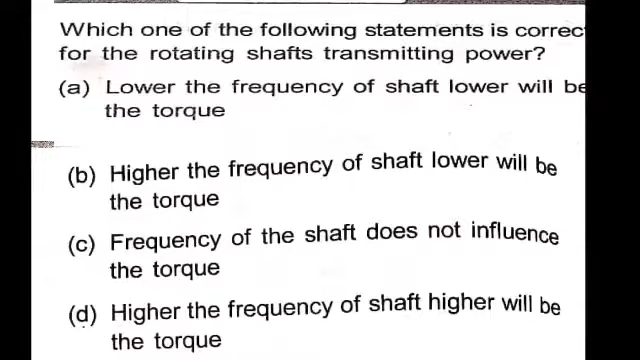 Which one of the following statements is correc
for the rotating shafts transmitting power?
(a) Lower the frequency of shaft lower will be
the torque
(b) Higher the frequency of shaft lower will be
the torque
(c) Frequency of the shaft does not influence
the torque
(d) Higher the frequency of shaft higher will be
the torque